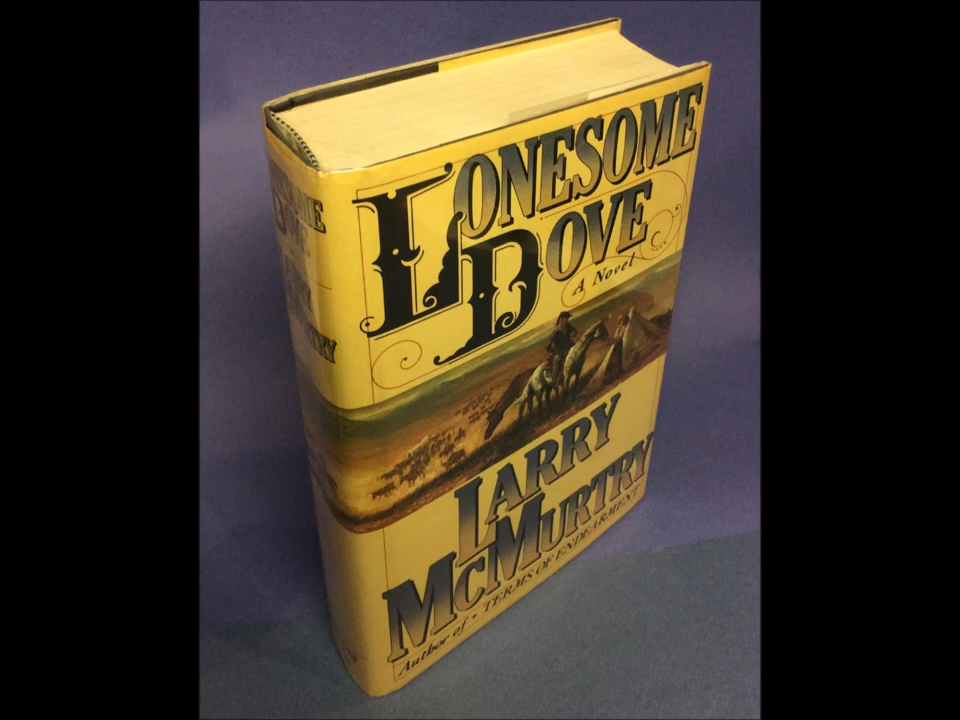 LONESOME
DOVE
A Novel
LARRY
McMURTRY
Author of • TERMS OF ENDEARMENT